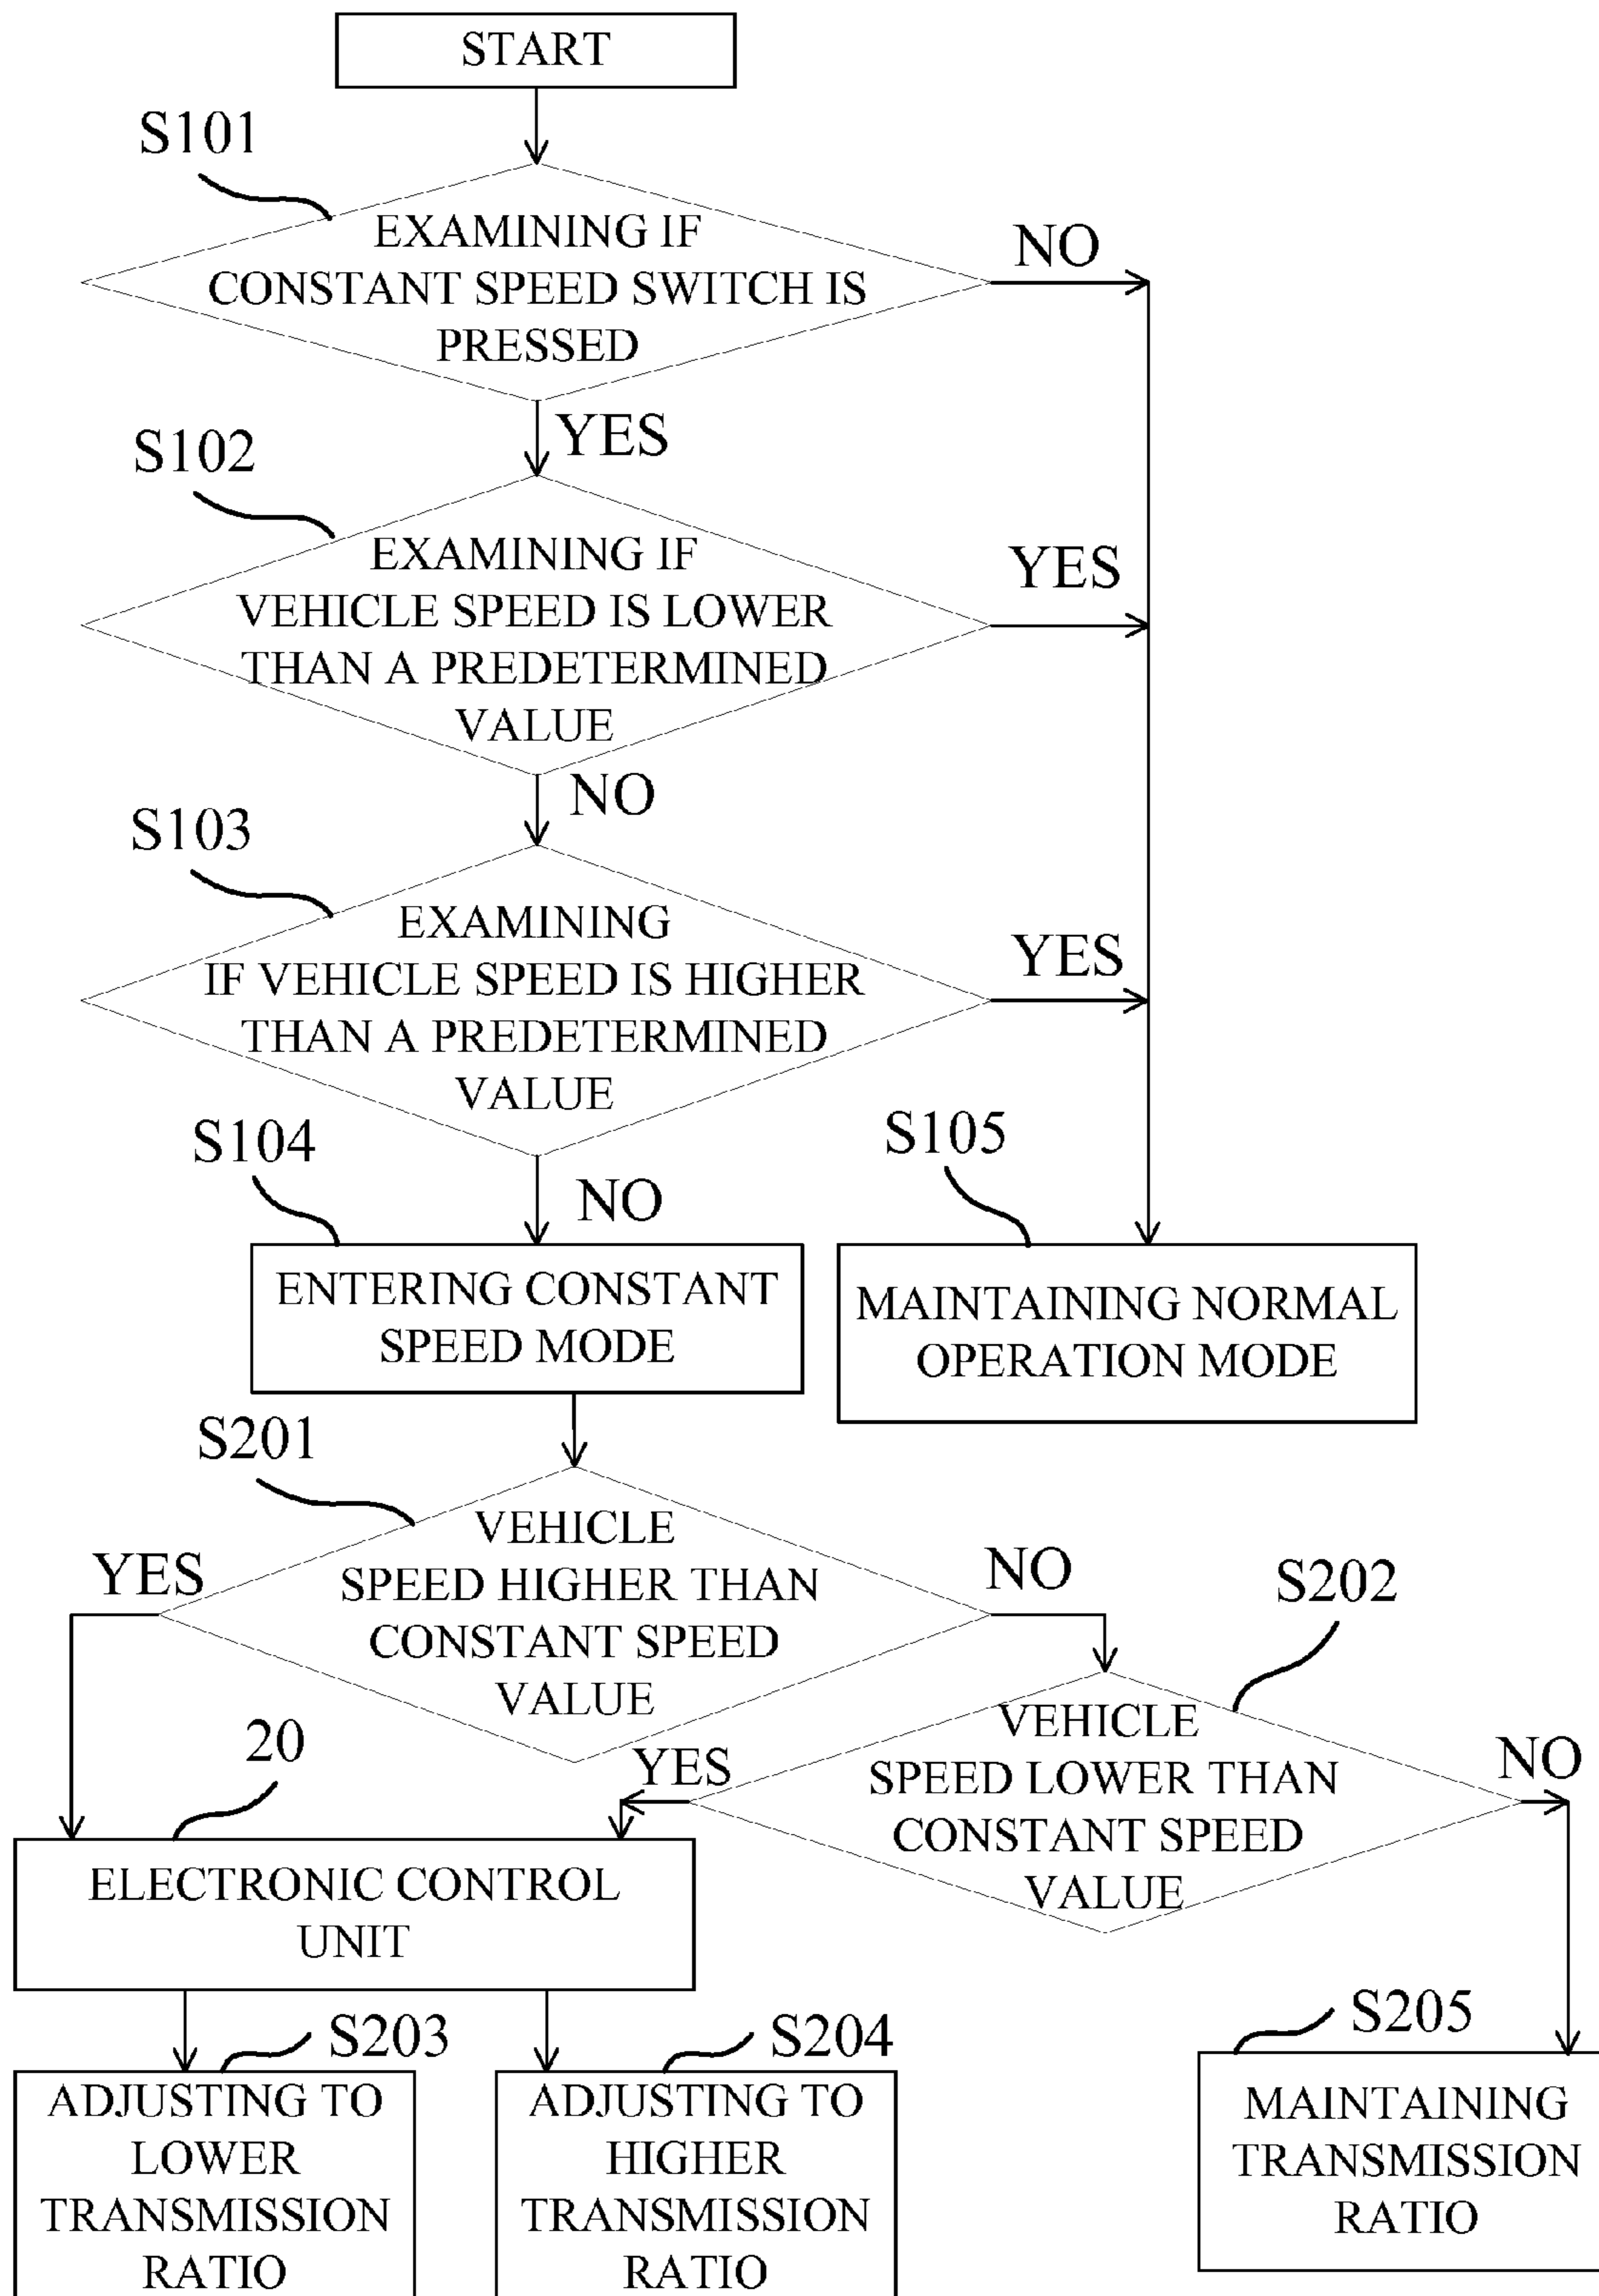 START
S101
EXAMINING IF
CONSTANT SPEED SWITCH IS
PRESSED
NO
YES
S102
EXAMINING IF
VEHICLE SPEED IS LOWER
THAN A PREDETERMINED
VALUE
YES
NO
S103
EXAMINING
IF VEHICLE SPEED IS HIGHER
THAN A PREDETERMINED
VALUE
YES
NO
S104
ENTERING CONSTANT
SPEED MODE
S105
MAINTAINING NORMAL
OPERATION MODE
S201
VEHICLE
SPEED HIGHER THAN
CONSTANT SPEED
VALUE
YES
NO
S202
VEHICLE
SPEED LOWER THAN
CONSTANT SPEED
VALUE
YES
NO
20
ELECTRONIC CONTROL
UNIT
S203
ADJUSTING TO
LOWER
TRANSMISSION
RATIO
S204
ADJUSTING TO
HIGHER
TRANSMISSION
RATIO
S205
MAINTAINING
TRANSMISSION
RATIO